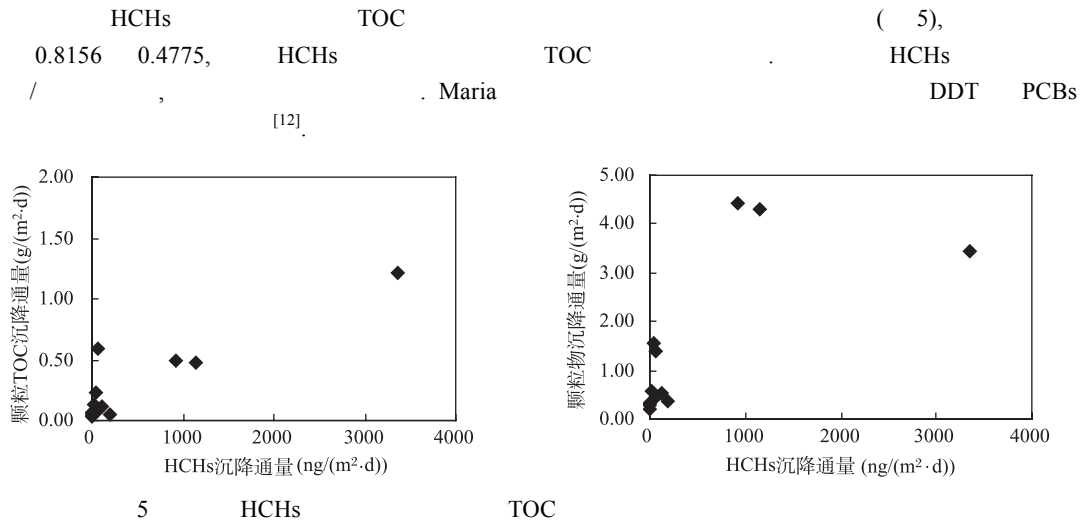 HCHs TOC ( 5),
0.8156 0.4775, HCHs TOC . HCHs
/ , . Maria DDT PCBs
[12].
颗粒TOC沉降通量(g/(m²·d))
2.00
1.50
1.00
0.50
0.00
0 1000 2000 3000 4000
HCHs沉降通量(ng/(m²·d))
颗粒物沉降通量(g/(m²·d))
5.00
4.00
3.00
2.00
1.00
0.00
0 1000 2000 3000 4000
HCHs沉降通量 (ng/(m²·d))
5 HCHs TOC